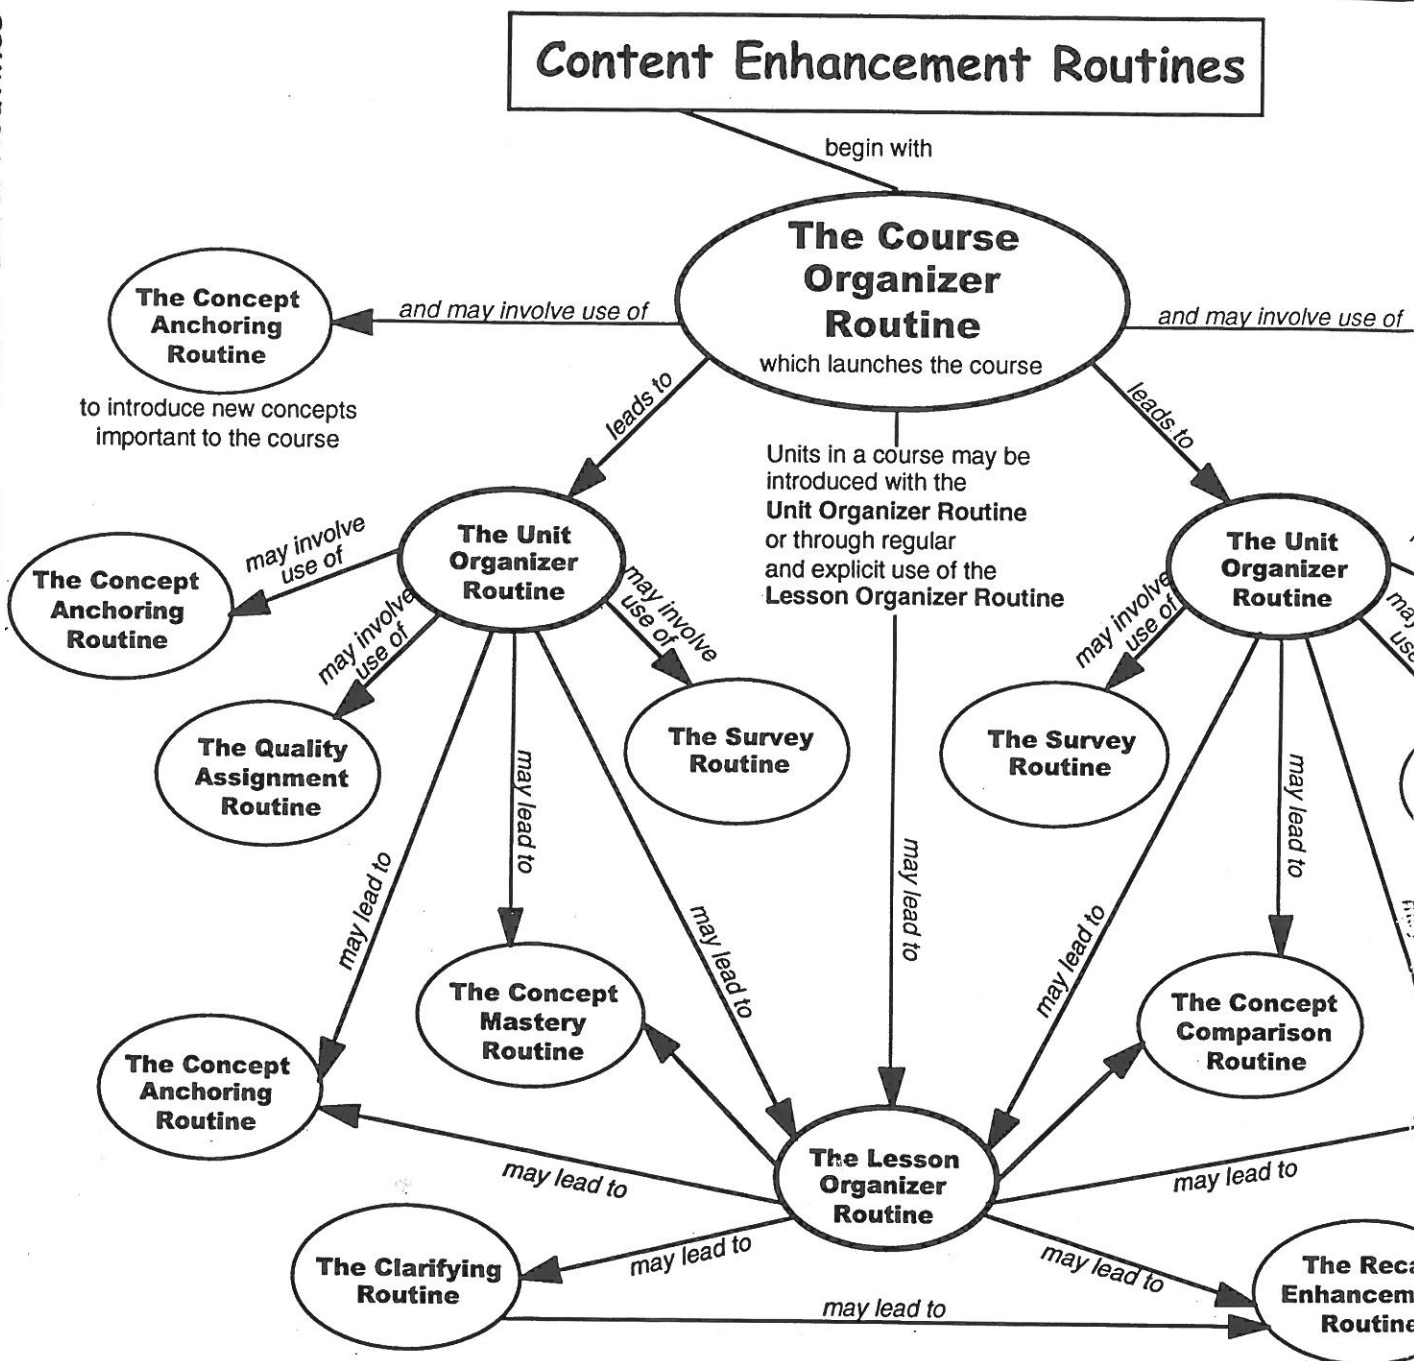 Content Enhancement Routines
begin with
The Course
Organizer
Routine
which launches the course
and may involve use of
and may involve use of
The Concept
Anchoring
Routine
to introduce new concepts
important to the course
leads to
leads to
Units in a course may be
introduced with the
Unit Organizer Routine
or through regular
and explicit use of the
Lesson Organizer Routine
The Unit
Organizer
Routine
The Unit
Organizer
Routine
may involve
use of
The Concept
Anchoring
Routine
may involve
use of
may involve
use of
may involve
use of
may
use
The Quality
Assignment
Routine
The Survey
Routine
The Survey
Routine
may lead to
may lead to
may lead to
may lead to
may lead to
may lead to
The Concept
Mastery
Routine
The Concept
Comparison
Routine
The Concept
Anchoring
Routine
The Lesson
Organizer
Routine
may lead to
may lead to
The Clarifying
Routine
may lead to
may lead to
may lead to
The Reca
Enhancem
Routine